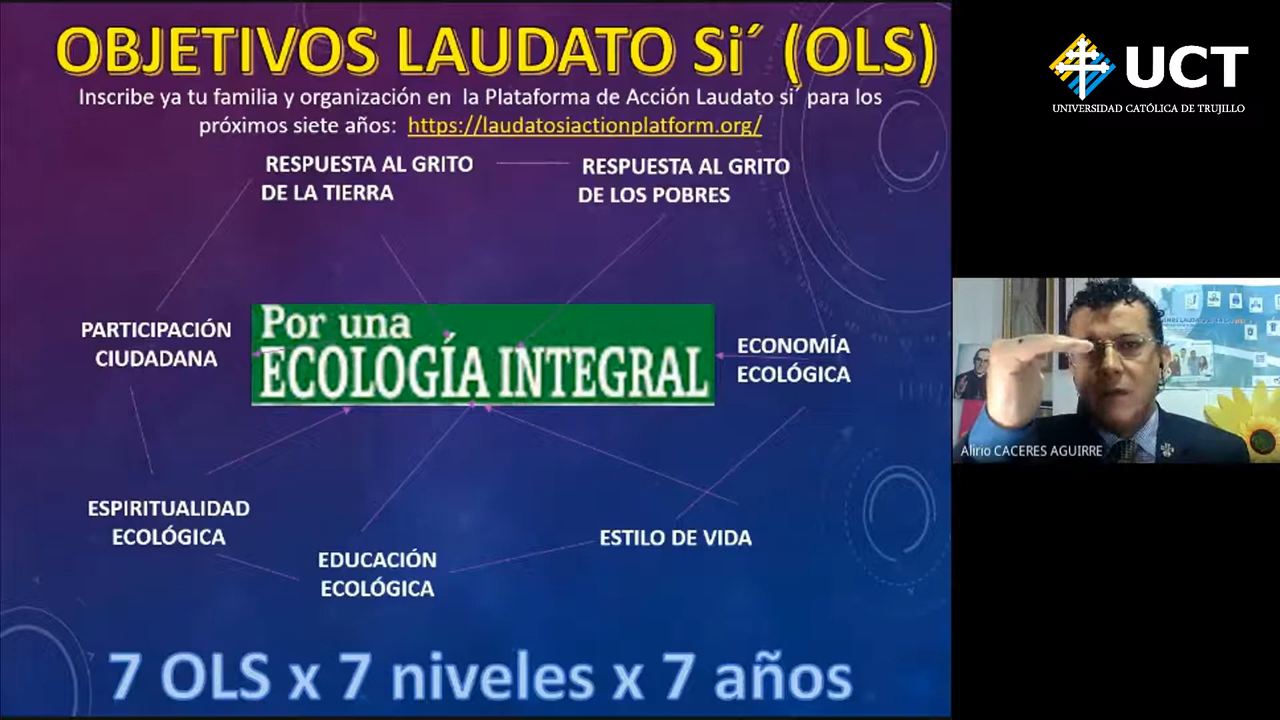 OBJETIVOS LAUDATO Si´ (OLS)
Inscribe ya tu familia y organización en la Plataforma de Acción Laudato si´ para los
próximos siete años: https://laudatosiactionplatform.org/
RESPUESTA AL GRITO
DE LA TIERRA
RESPUESTA AL GRITO
DE LOS POBRES
PARTICIPACIÓN
CIUDADANA
Por una
ECOLOGÍA INTEGRAL
ECONOMÍA
ECOLÓGICA
ESPIRITUALIDAD
ECOLÓGICA
EDUCACIÓN
ECOLÓGICA
ESTILO DE VIDA
7 OLS x 7 niveles x 7 años
UCT
UNIVERSIDAD CATÓLICA DE TRUJILLO
Alirio CACERES AGUIRRE